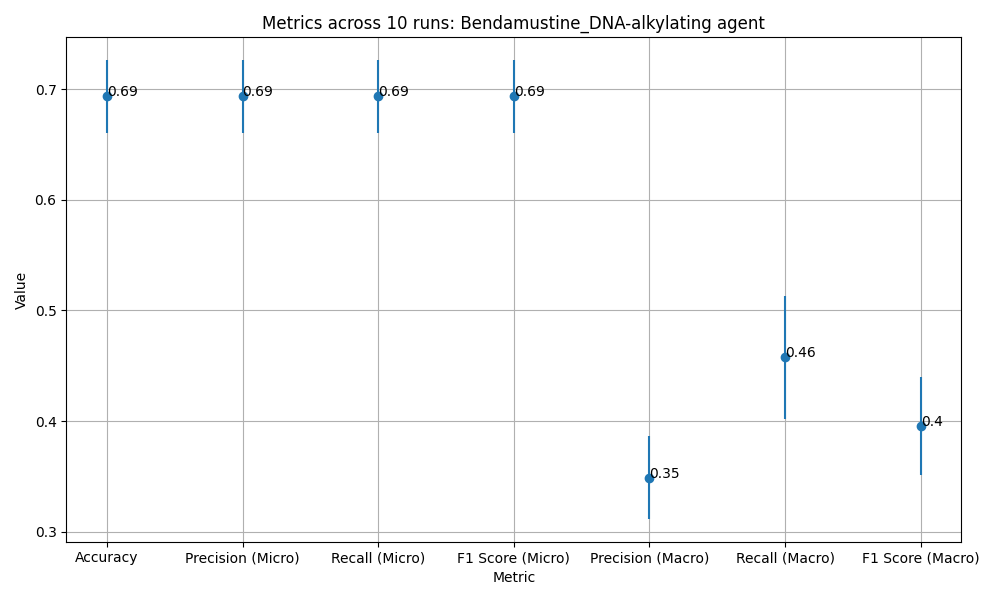 Metrics across 10 runs: Bendamustine_DNA-alkylating agent
Value
0.7
0.6
0.5
0.4
0.3
0.69
0.69
0.69
0.69
0.35
0.46
0.4
Accuracy
Precision (Micro)
Recall (Micro)
F1 Score (Micro)
Precision (Macro)
Recall (Macro)
F1 Score (Macro)
Metric